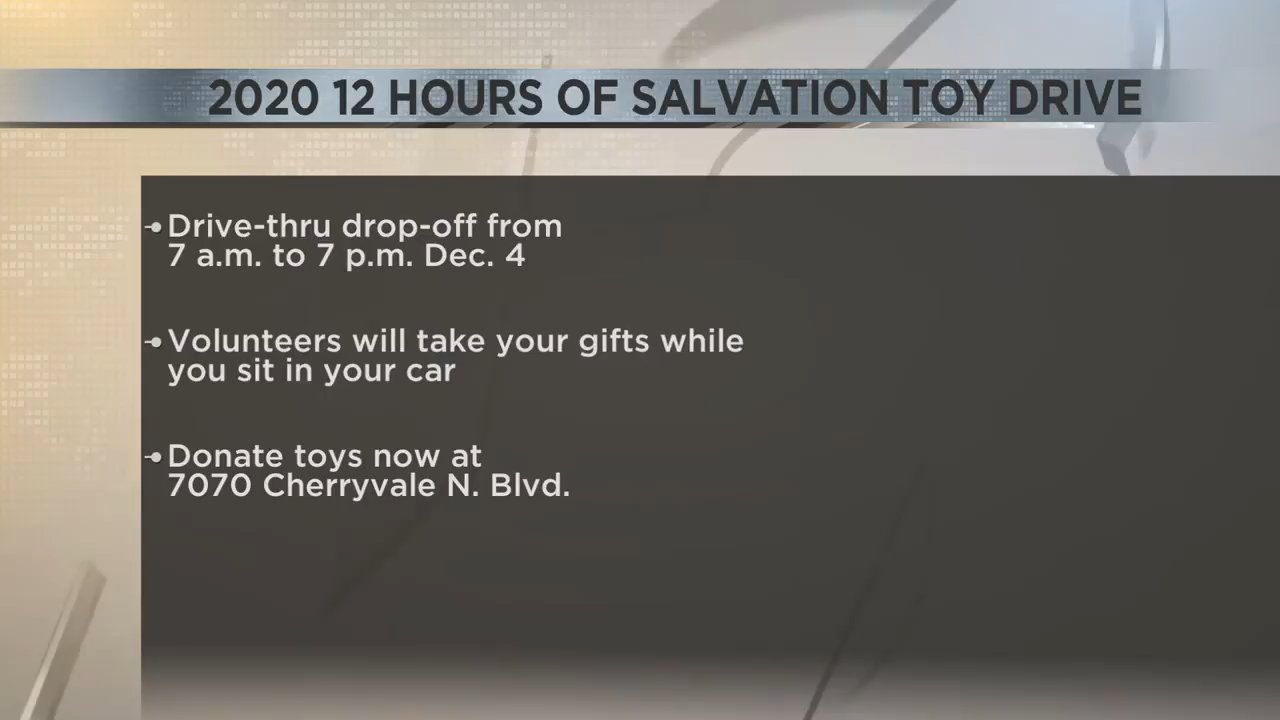 2020 12 HOURS OF SALVATION TOY DRIVE
Drive-thru drop-off from
7 a.m. to 7 p.m. Dec. 4
Volunteers will take your gifts while
you sit in your car
Donate toys now at
7070 Cherryvale N. Blvd.